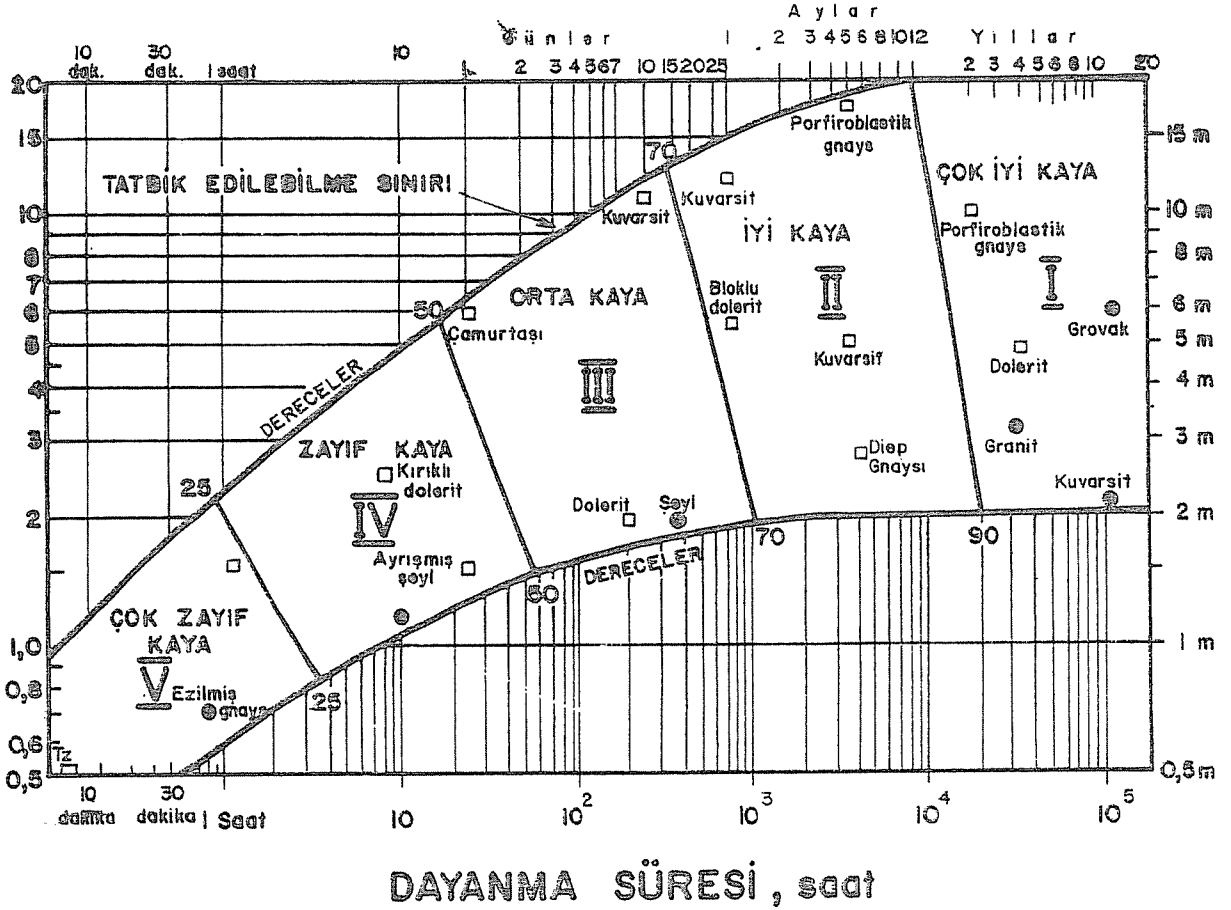 Aylar
Günler
Yıllar
10 30 10 1 2 3 4 5 6 7 10 15 20 25 1 2 3 4 5 6 8 10 12 2 3 4 5 6 8 10 20
dak. dak. 1 saat
20
15
10
8
7
6
5
4
3
2
1,0
0,8
0,6
0,5
15 m
10 m
8 m
6 m
5 m
4 m
3 m
2 m
1 m
0,5 m
TATBİK EDİLEBİLME SINIRI
DERECELER
25
50
70
Porfiroblastik
gnays
ÇOK İYİ KAYA
Kuvarsit
Kuvarsit
İYİ KAYA
Porfiroblastik
gnays
ORTA KAYA
Bloklu
dolerit
II
I
Grovak
Çamurtaşı
Kuvarsit
Dolerit
III
ZAYIF KAYA
Kırıklı
dolerit
Diep
Gnaysı
Granit
IV
Dolerit
Şeyl
Kuvarsit
Ayrışmış
şeyl
DERECELER
25
50
70
90
ÇOK ZAYIF
KAYA
V
Ezilmiş
gnays
Tz
10 30
dakika dakika 1 Saat 10 10² 10³ 10⁴ 10⁵
DAYANMA SÜRESİ, saat